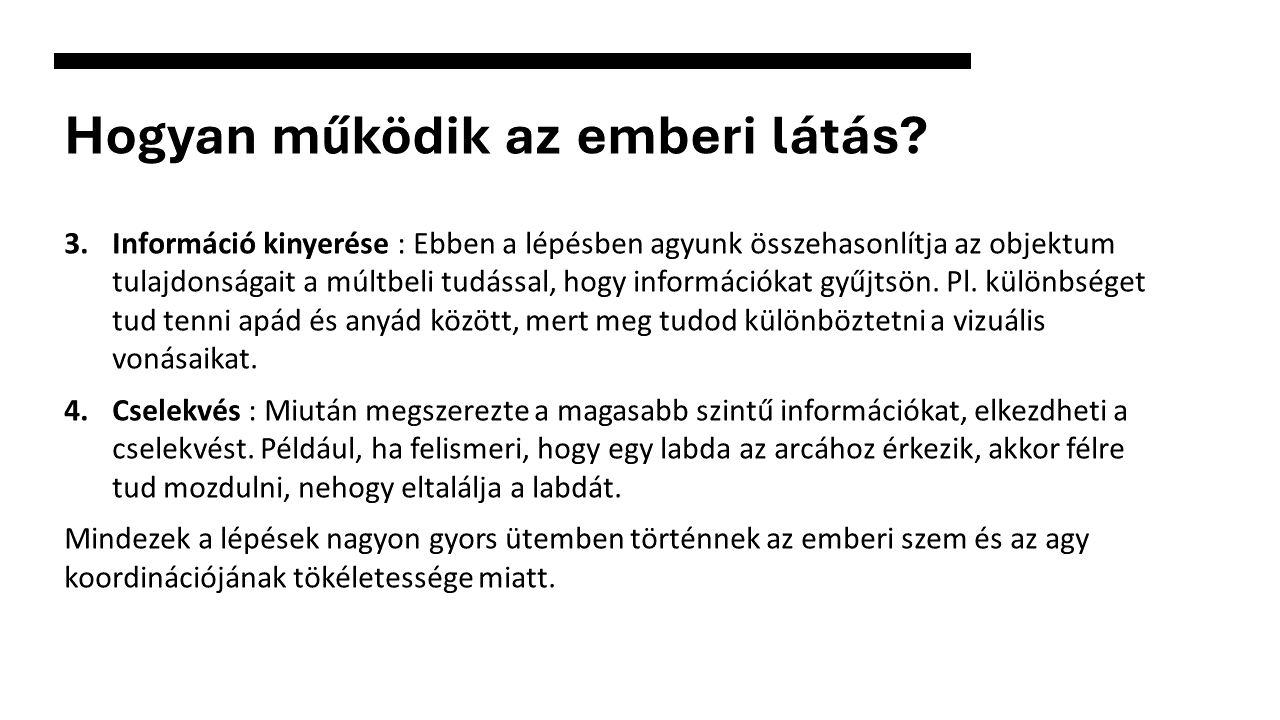 Hogyan működik az emberi látás?
3. Információ kinyerése : Ebben a lépésben agyunk összehasonlítja az objektum
tulajdonságait a múltbeli tudással, hogy információkat gyűjtsön. Pl. különbséget
tud tenni apád és anyád között, mert meg tudod különböztetni a vizuális
vonásaikat.
4. Cselekvés : Miután megszerezte a magasabb szintű információkat, elkezdheti a
cselekvést. Például, ha felismeri, hogy egy labda az arcához érkezik, akkor félre
tud mozdulni, nehogy eltalálja a labdát.
Mindezek a lépések nagyon gyors ütemben történnek az emberi szem és az agy
koordinációjának tökéletessége miatt.